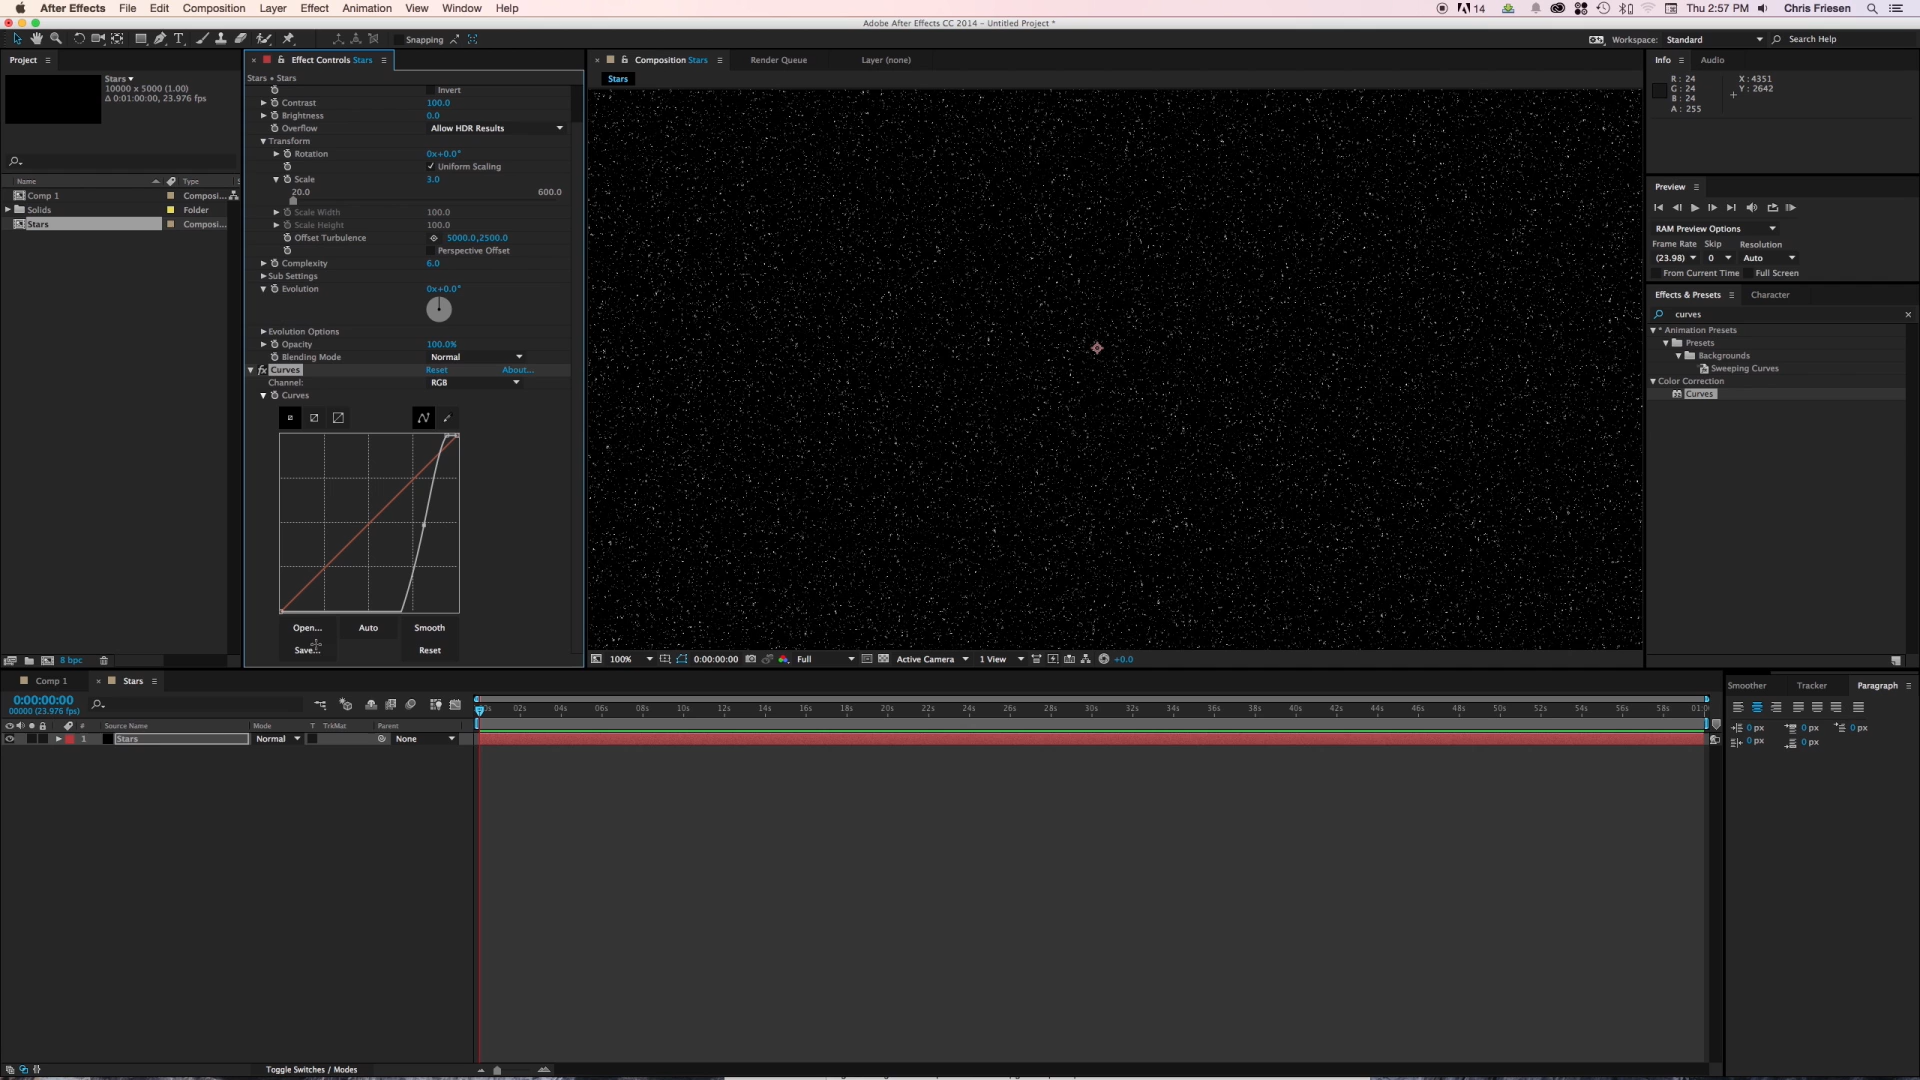 After Effects File Edit Composition Layer Effect Animation View Window Help 14 Thu 2:57 PM Chris Friesen
Adobe After Effects CC 2014 - Untitled Project *
Snapping Workspace: Standard Search Help
Project
Stars
10000 x 5000 (1.00)
Δ 0:01:00:00, 23.976 fps
Name Type
Comp 1 Composi...
Solids Folder
Stars Composi...
8 bpc
Effect Controls Stars
Stars • Stars
Invert
Contrast 100.0
Brightness 0.0
Overflow Allow HDR Results
Transform
Rotation 0x+0.0°
Uniform Scaling
Scale 3.0
20.0 600.0
Scale Width 100.0
Scale Height 100.0
Offset Turbulence 5000.0,2500.0
Perspective Offset
Complexity 6.0
Sub Settings
Evolution 0x+0.0°
Evolution Options
Opacity 100.0%
Blending Mode Normal
fx Curves Reset About...
Channel: RGB
Curves
Open... Auto Smooth
Save... Reset
Composition Stars Render Queue Layer (none)
Stars
100% 0:00:00:00 Full Active Camera 1 View +0.0
Info Audio
R : 24 X : 4351
G : 24 Y : 2642
B : 24
A : 255
Preview
RAM Preview Options
Frame Rate Skip Resolution
(23.98) 0 Auto
From Current Time Full Screen
Effects & Presets Character
curves
* Animation Presets
Presets
Backgrounds
Sweeping Curves
Color Correction
Curves
Comp 1 Stars
0:00:00:00
00000 (23.976 fps)
# Source Name Mode T TrkMat Parent
1 Stars Normal None
02s 04s 06s 08s 10s 12s 14s 16s 18s 20s 22s 24s 26s 28s 30s 32s 34s 36s 38s 40s 42s 44s 46s 48s 50s 52s 54s 56s 58s
Toggle Switches / Modes
Smoother Tracker Paragraph
0 px 0 px 0 px
0 px 0 px